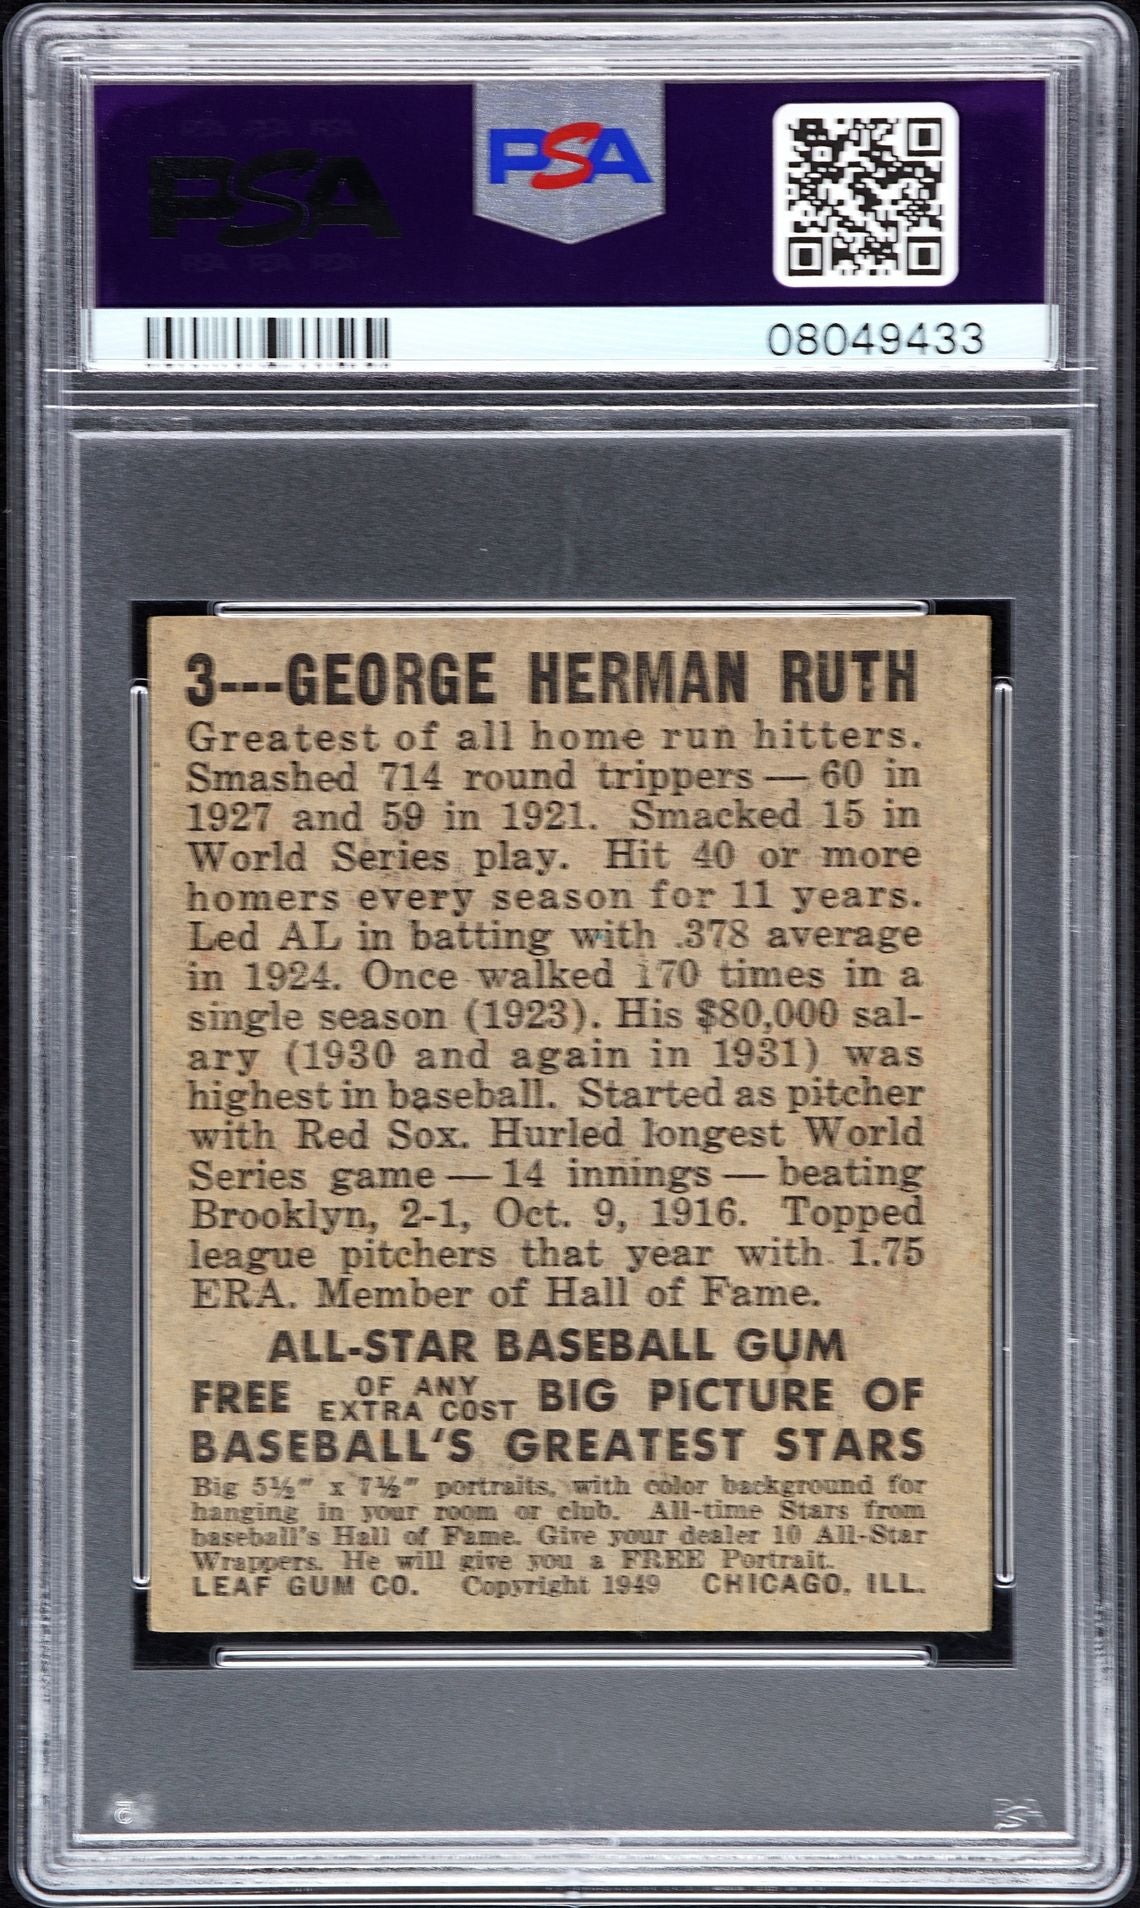 PSA
PSA
08049433
3---GEORGE HERMAN RUTH
Greatest of all home run hitters.
Smashed 714 round trippers — 60 in
1927 and 59 in 1921. Smacked 15 in
World Series play. Hit 40 or more
homers every season for 11 years.
Led AL in batting with .378 average
in 1924. Once walked 170 times in a
single season (1923). His $80,000 sal-
ary (1930 and again in 1931) was
highest in baseball. Started as pitcher
with Red Sox. Hurled longest World
Series game — 14 innings — beating
Brooklyn, 2-1, Oct. 9, 1916. Topped
league pitchers that year with 1.75
ERA. Member of Hall of Fame.
ALL-STAR BASEBALL GUM
FREE OF ANY EXTRA COST BIG PICTURE OF
BASEBALL'S GREATEST STARS
Big 5½" x 7½" portraits, with color background for
hanging in your room or club. All-time Stars from
baseball's Hall of Fame. Give your dealer 10 All-Star
Wrappers. He will give you a FREE Portrait.
LEAF GUM CO. Copyright 1949 CHICAGO, ILL.
PSA